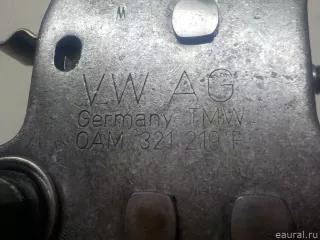 M
VW AG
Germany TMW
0AM 321 219 F
eaural.ru